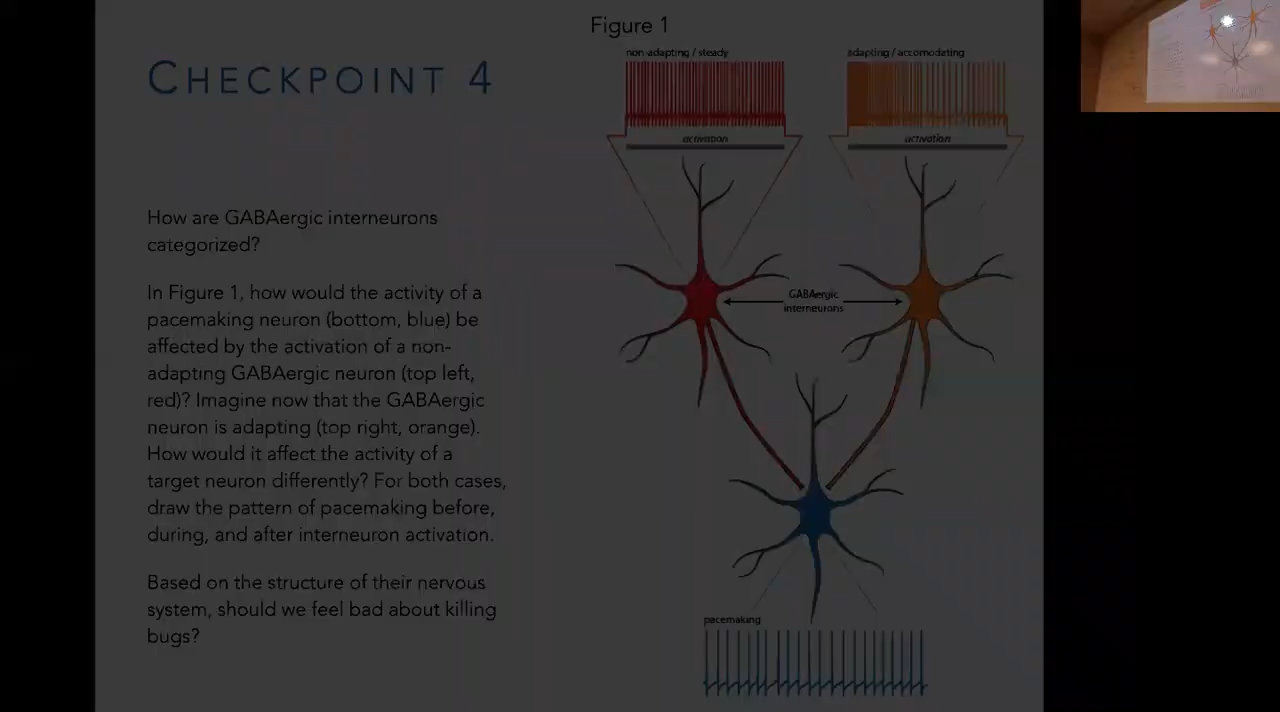 Figure 1
CHECKPOINT 4
How are GABAergic interneurons
categorized?
In Figure 1, how would the activity of a
pacemaking neuron (bottom, blue) be
affected by the activation of a non-
adapting GABAergic neuron (top left,
red)? Imagine now that the GABAergic
neuron is adapting (top right, orange).
How would it affect the activity of a
target neuron differently? For both cases,
draw the pattern of pacemaking before,
during, and after interneuron activation.
Based on the structure of their nervous
system, should we feel bad about killing
bugs?
non-adapting / steady
adapting / accomodating
activation
activation
GABAergic
interneurons
pacemaking